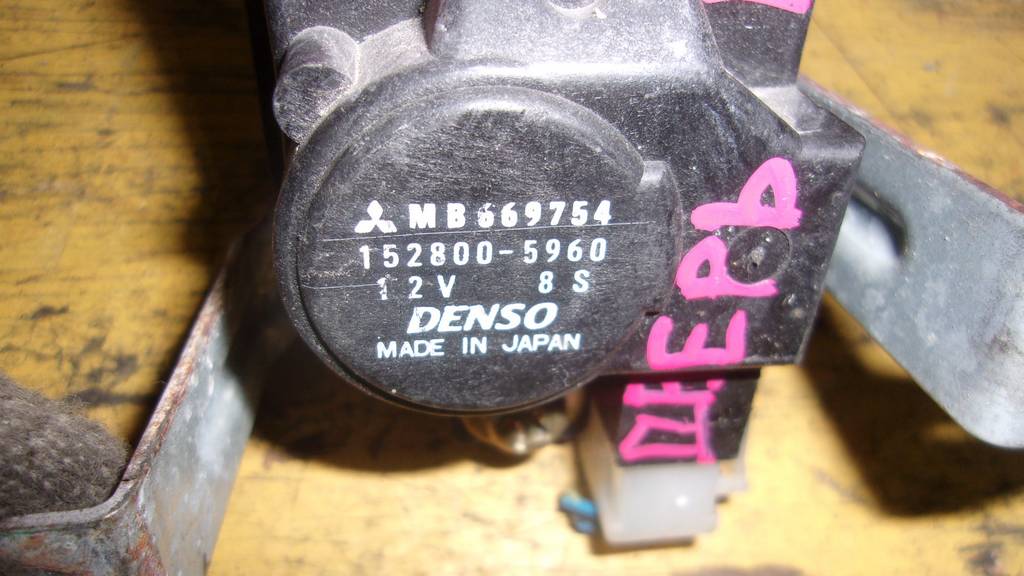 MB669754
152800-5960
12V 8S
DENSO
MADE IN JAPAN